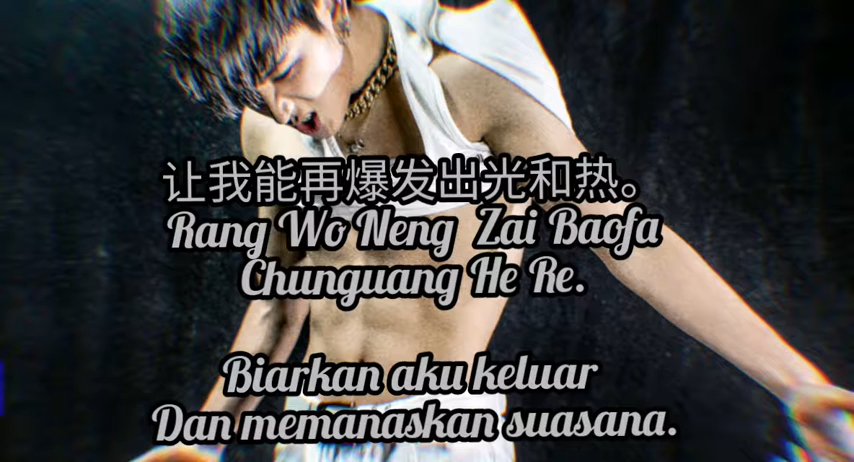 让我能再爆发出光和热。
Rang Wo Neng Zai Baofa
Chunguang He Re.
Biarkan aku keluar
Dan memanaskan suasana.